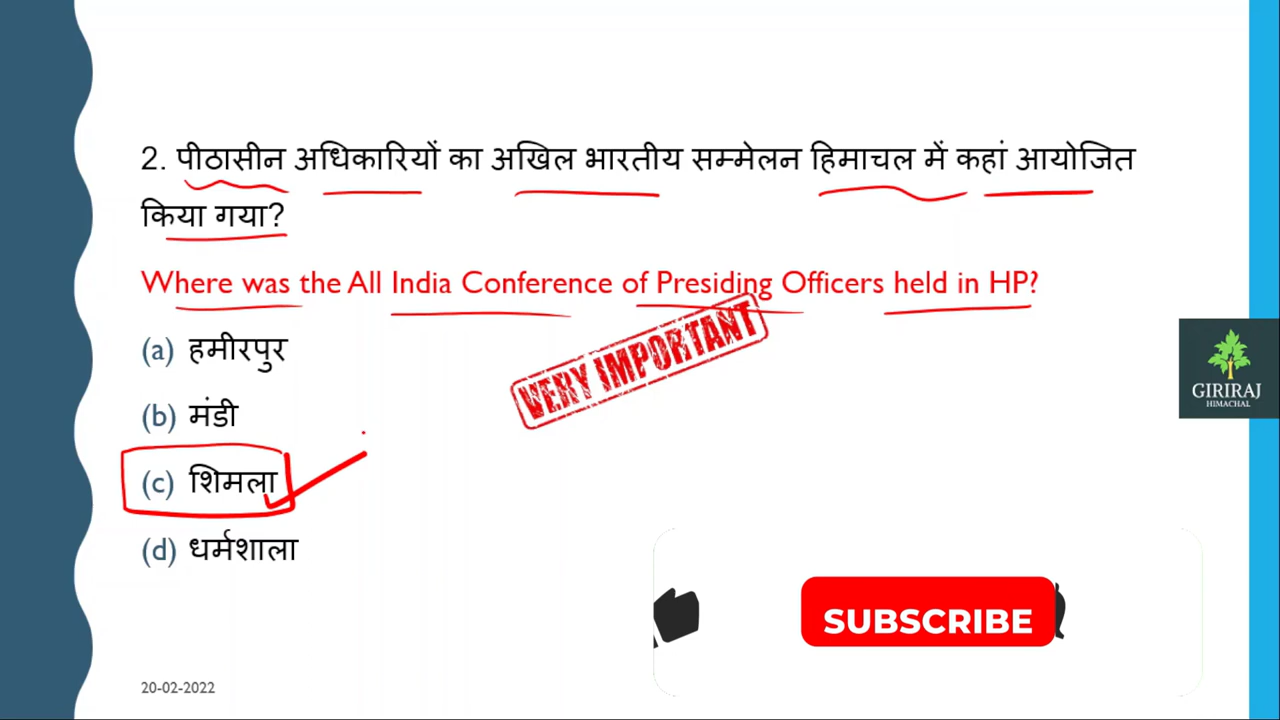 2. पीठासीन अधिकारियों का अखिल भारतीय सम्मेलन हिमाचल में कहां आयोजित
किया गया?
Where was the All India Conference of Presiding Officers held in HP?
(a) हमीरपुर
VERY IMPORTANT
GIRIRAJ
HIMACHAL
(b) मंडी
(c) शिमला
(d) धर्मशाला
SUBSCRIBE
20-02-2022